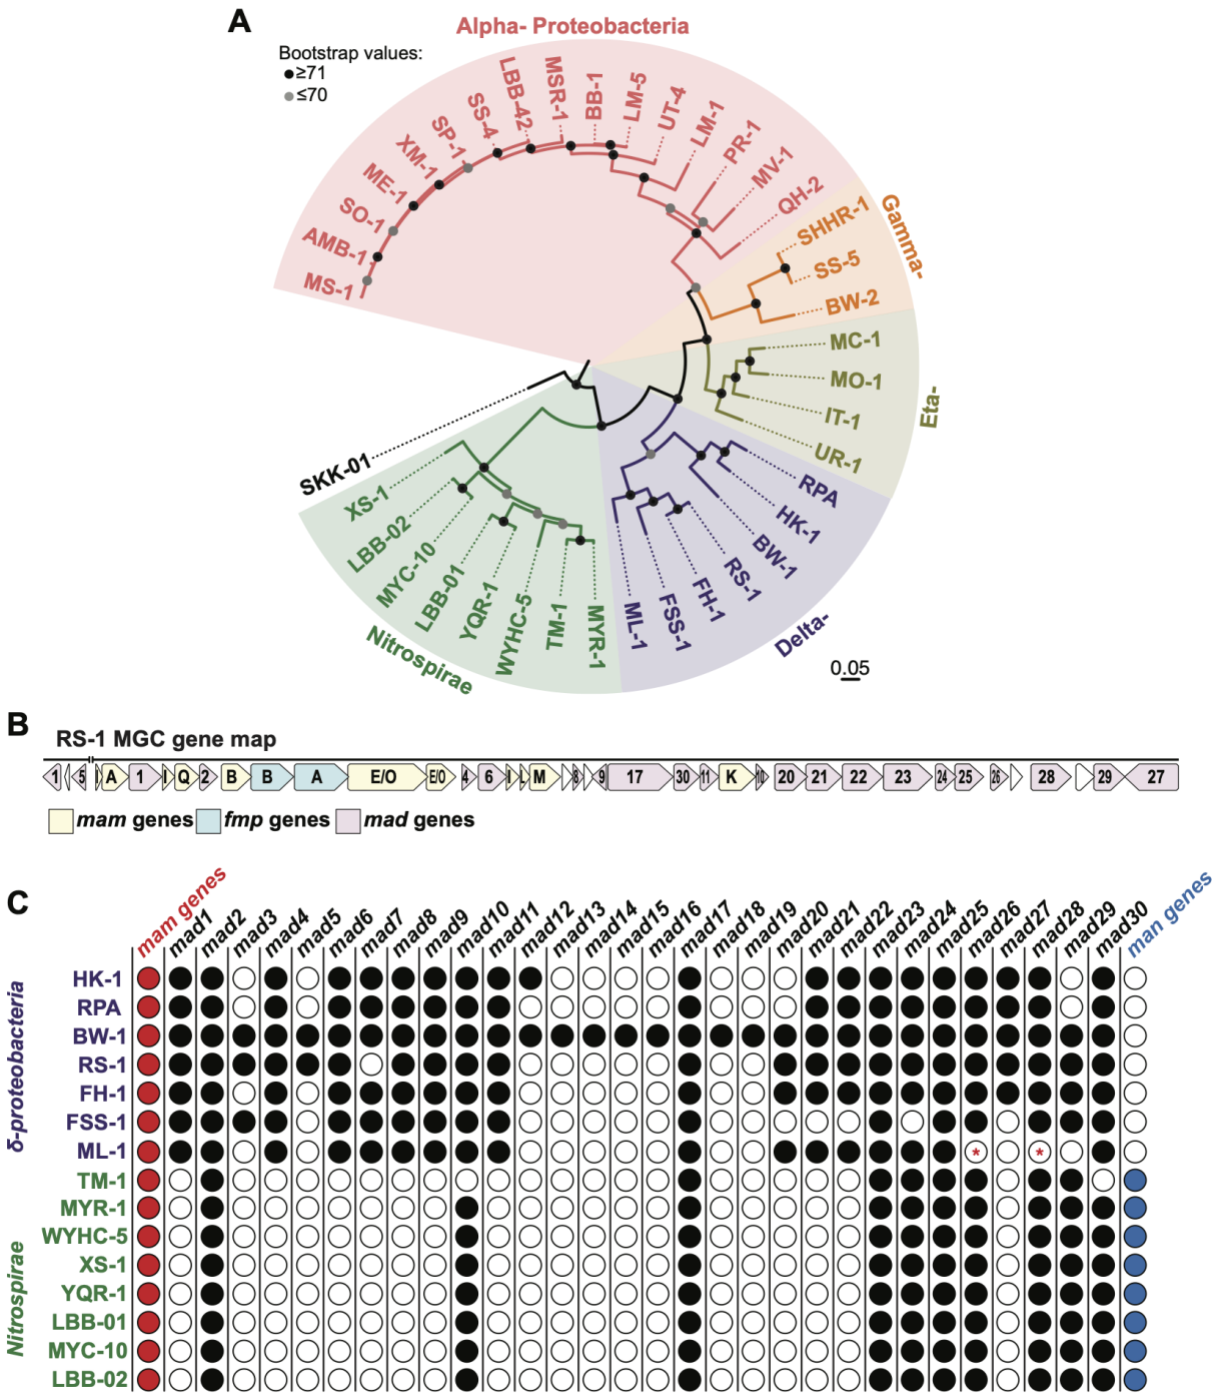 A
Alpha- Proteobacteria
Bootstrap values:
≥71
≤70
MS-1
AMB-1
SO-1
ME-1
XM-1
SP-1
SS-4
LBB-42
MSR-1
BB-1
LM-5
UT-4
LM-1
PR-1
MV-1
QH-2
Gamma-
SHHR-1
SS-5
BW-2
Eta-
MC-1
MO-1
IT-1
UR-1
RPA
HK-1
BW-1
RS-1
FH-1
FSS-1
ML-1
Delta-
0.05
SKK-01
XS-1
LBB-02
MYC-10
LBB-01
YQR-1
WYHC-5
TM-1
MYR-1
Nitrospirae
B
RS-1 MGC gene map
1 5 A 1 I Q 2 B B A E/O E/O 4 6 I L M 8 9 17 30 11 K 10 20 21 22 23 24 25 26 28 29 27
mam genes fmp genes mad genes
C
mam genes mad1 mad2 mad3 mad4 mad5 mad6 mad7 mad8 mad9 mad10 mad11 mad12 mad13 mad14 mad15 mad16 mad17 mad18 mad19 mad20 mad21 mad22 mad23 mad24 mad25 mad26 mad27 mad28 mad29 mad30 man genes
δ-proteobacteria
HK-1
RPA
BW-1
RS-1
FH-1
FSS-1
ML-1 * *
Nitrospirae
TM-1
MYR-1
WYHC-5
XS-1
YQR-1
LBB-01
MYC-10
LBB-02